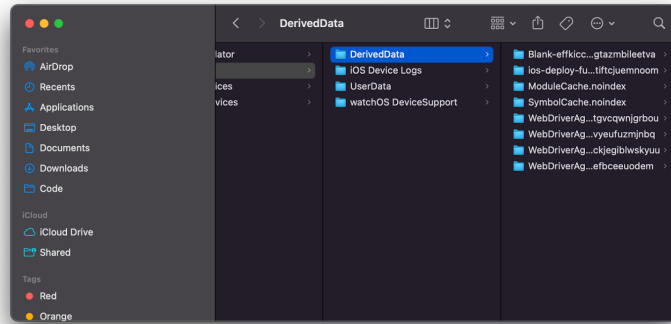 DerivedData
Favorites
AirDrop
Recents
Applications
Desktop
Documents
Downloads
Code
iCloud
iCloud Drive
Shared
Tags
Red
Orange
lator
ices
vices
DerivedData
iOS Device Logs
UserData
watchOS DeviceSupport
Blank-effkicc...gtazmbileetva
ios-deploy-fu...tiftcjuemnoom
ModuleCache.noindex
SymbolCache.noindex
WebDriverAg...tgvcqwnjgrbou
WebDriverAg...vyeufuzmjnbq
WebDriverAg...ckjegiblwskyuu
WebDriverAg...efbceeuodem